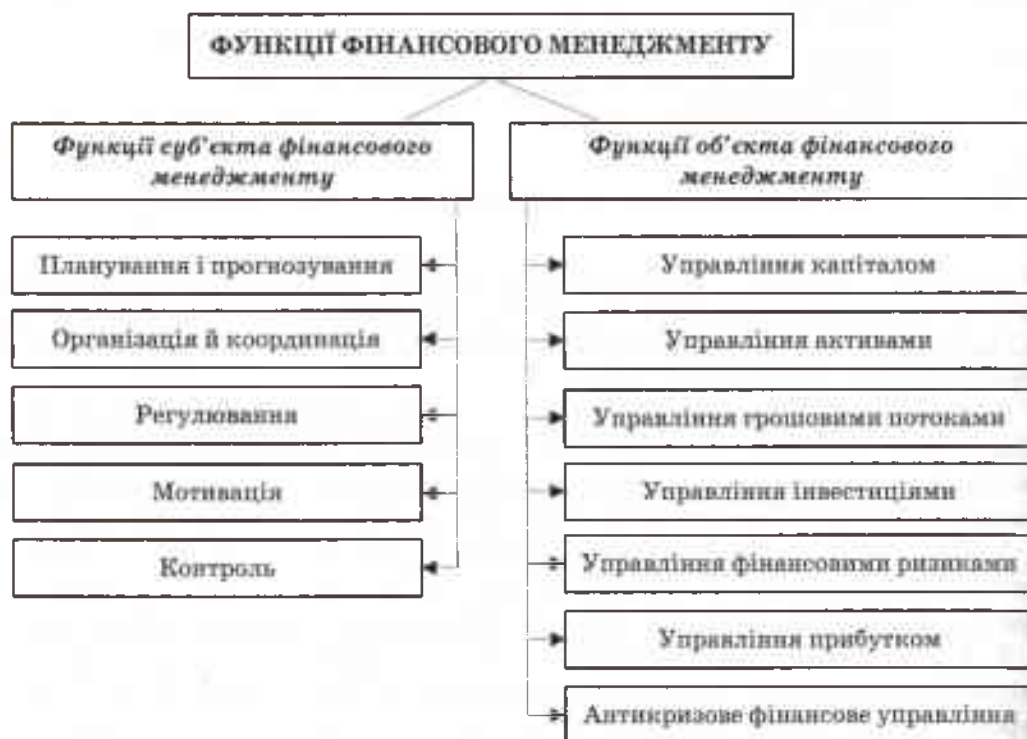 ФУНКЦІЇ ФІНАНСОВОГО МЕНЕДЖМЕНТУ
Функції суб'єкта фінансового
менеджменту
Планування і прогнозування
Організація й координація
Регулювання
Мотивація
Контроль
Функції об'єкта фінансового
менеджменту
Управління капіталом
Управління активами
Управління грошовими потоками
Управління інвестиціями
Управління фінансовими ризиками
Управління прибутком
Антикризове фінансове управління